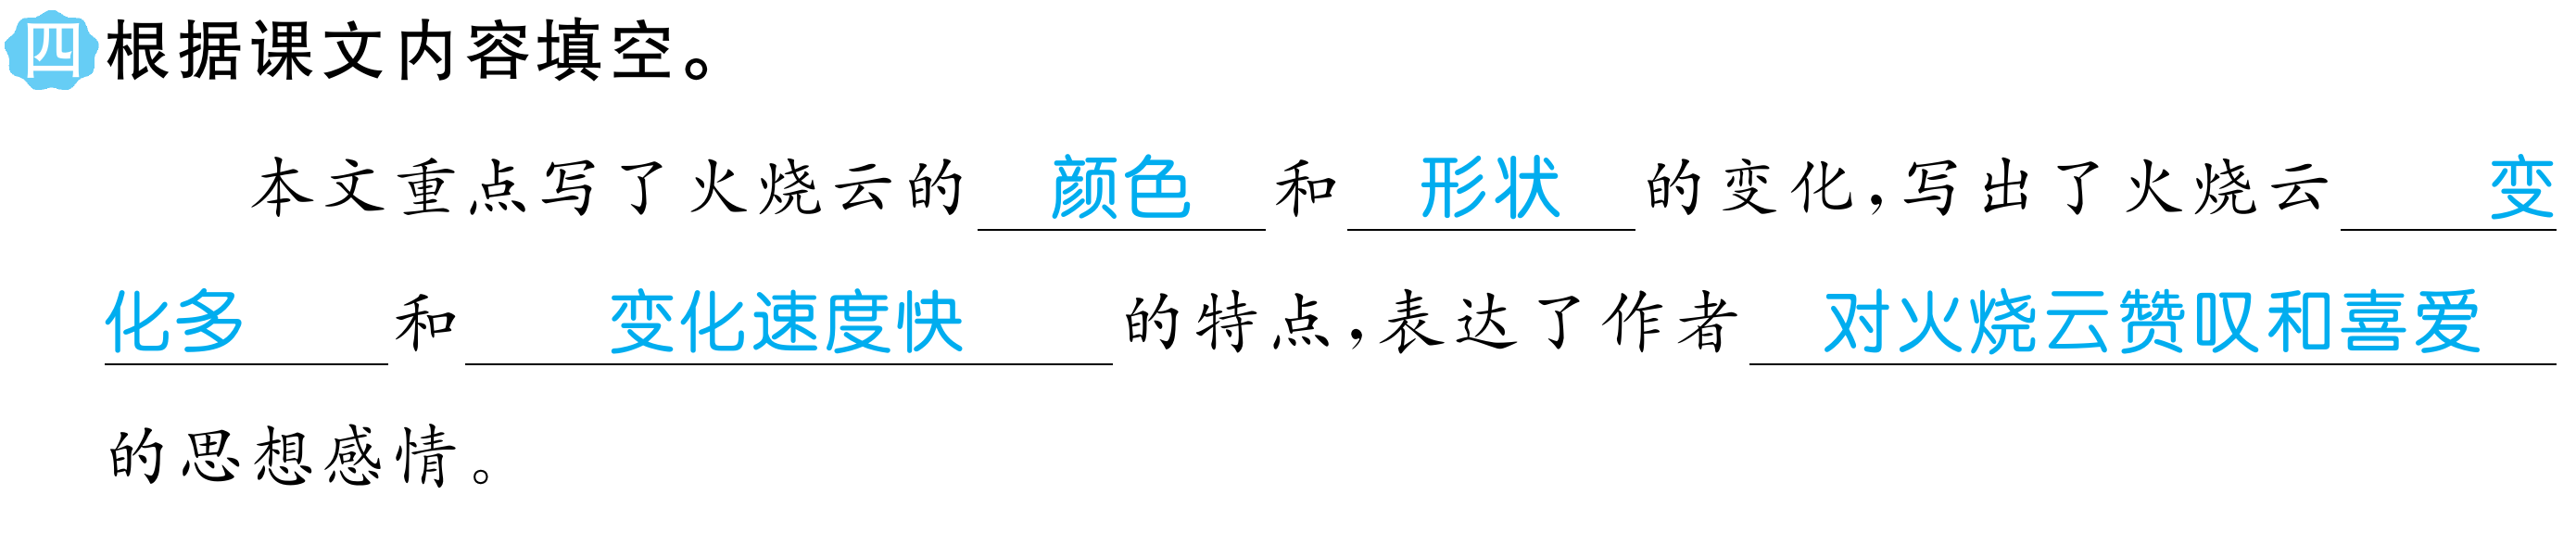 四 根据课文内容填空。
本文重点写了火烧云的 颜色 和 形状 的变化,写出了火烧云 变
化多 和 变化速度快 的特点,表达了作者 对火烧云赞叹和喜爱
的思想感情。